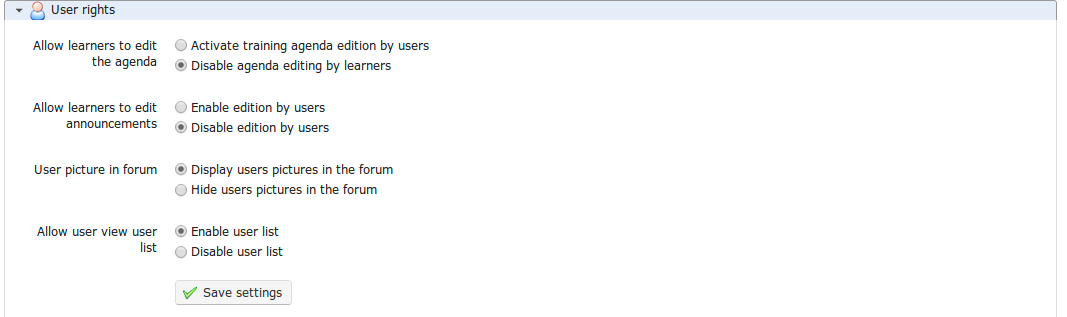 User rights
Allow learners to edit
the agenda
Activate training agenda edition by users
Disable agenda editing by learners
Allow learners to edit
announcements
Enable edition by users
Disable edition by users
User picture in forum
Display users pictures in the forum
Hide users pictures in the forum
Allow user view user
list
Enable user list
Disable user list
Save settings